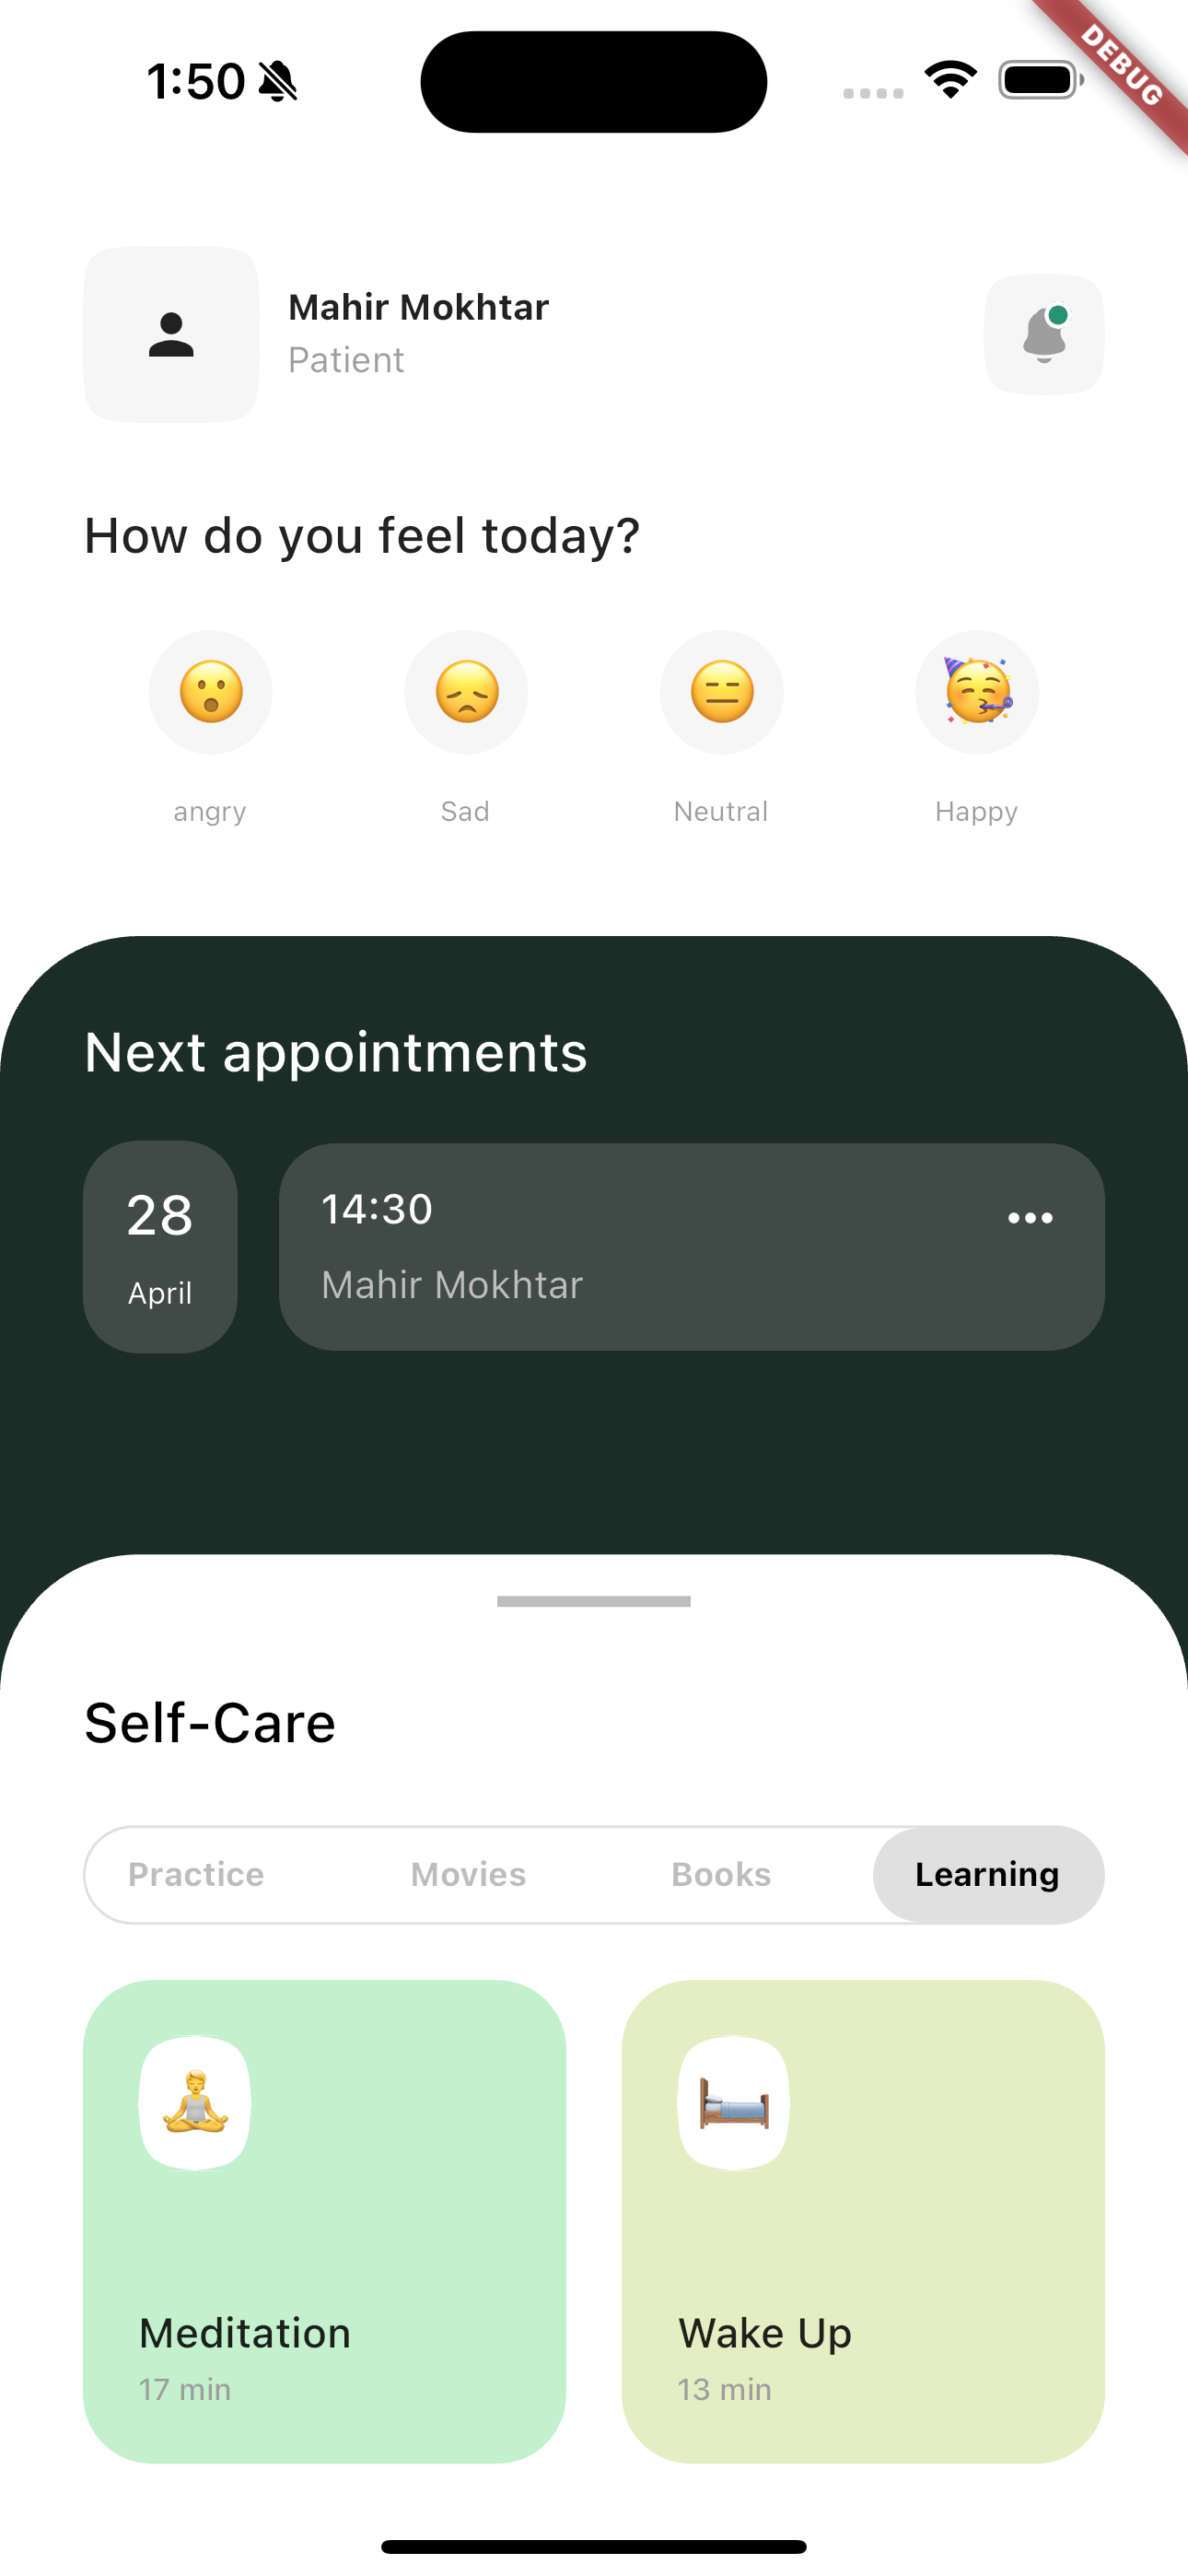 1:50
DEBUG
Mahir Mokhtar
Patient
How do you feel today?
angry
Sad
Neutral
Happy
Next appointments
28
April
14:30
Mahir Mokhtar
Self-Care
Practice
Movies
Books
Learning
Meditation
17 min
Wake Up
13 min